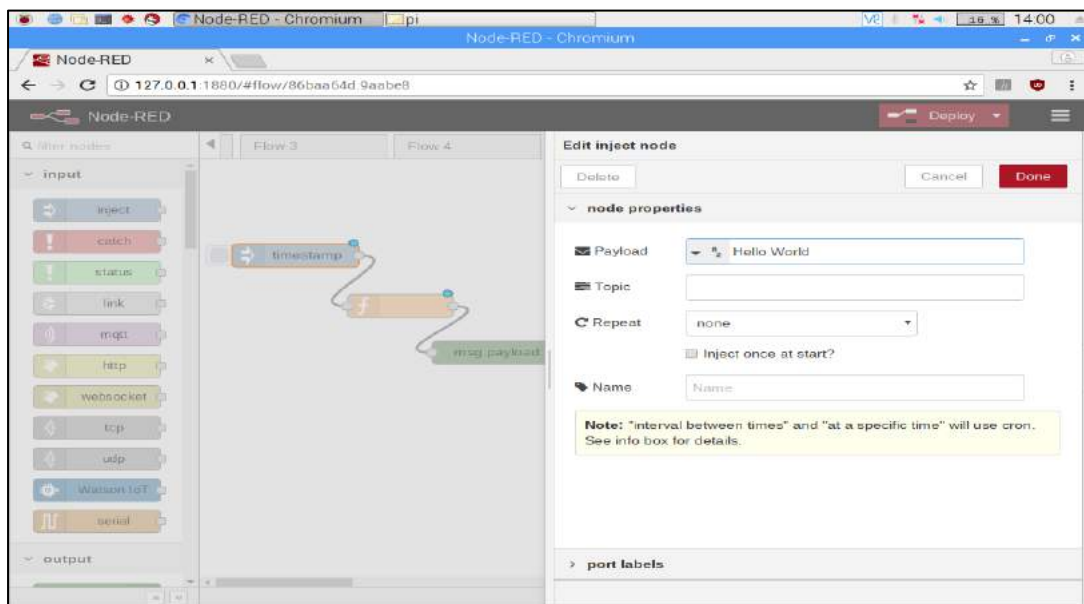 Node-RED - Chromium
pi
16 %
14:00
Node-RED - Chromium
Node-RED
127.0.0.1:1880/#flow/86baa64d.9aabe8
Node-RED
Deploy
filter nodes
Flow 3
Flow 4
Edit inject node
input
Delete
Cancel
Done
node properties
inject
catch
timestamp
Payload
Hello World
status
Topic
link
f
Repeat
none
mqtt
msg.payload
Inject once at start?
http
websocket
Name
Name
tcp
Note: "interval between times" and "at a specific time" will use cron.
See info box for details.
udp
Watson IoT
serial
output
port labels